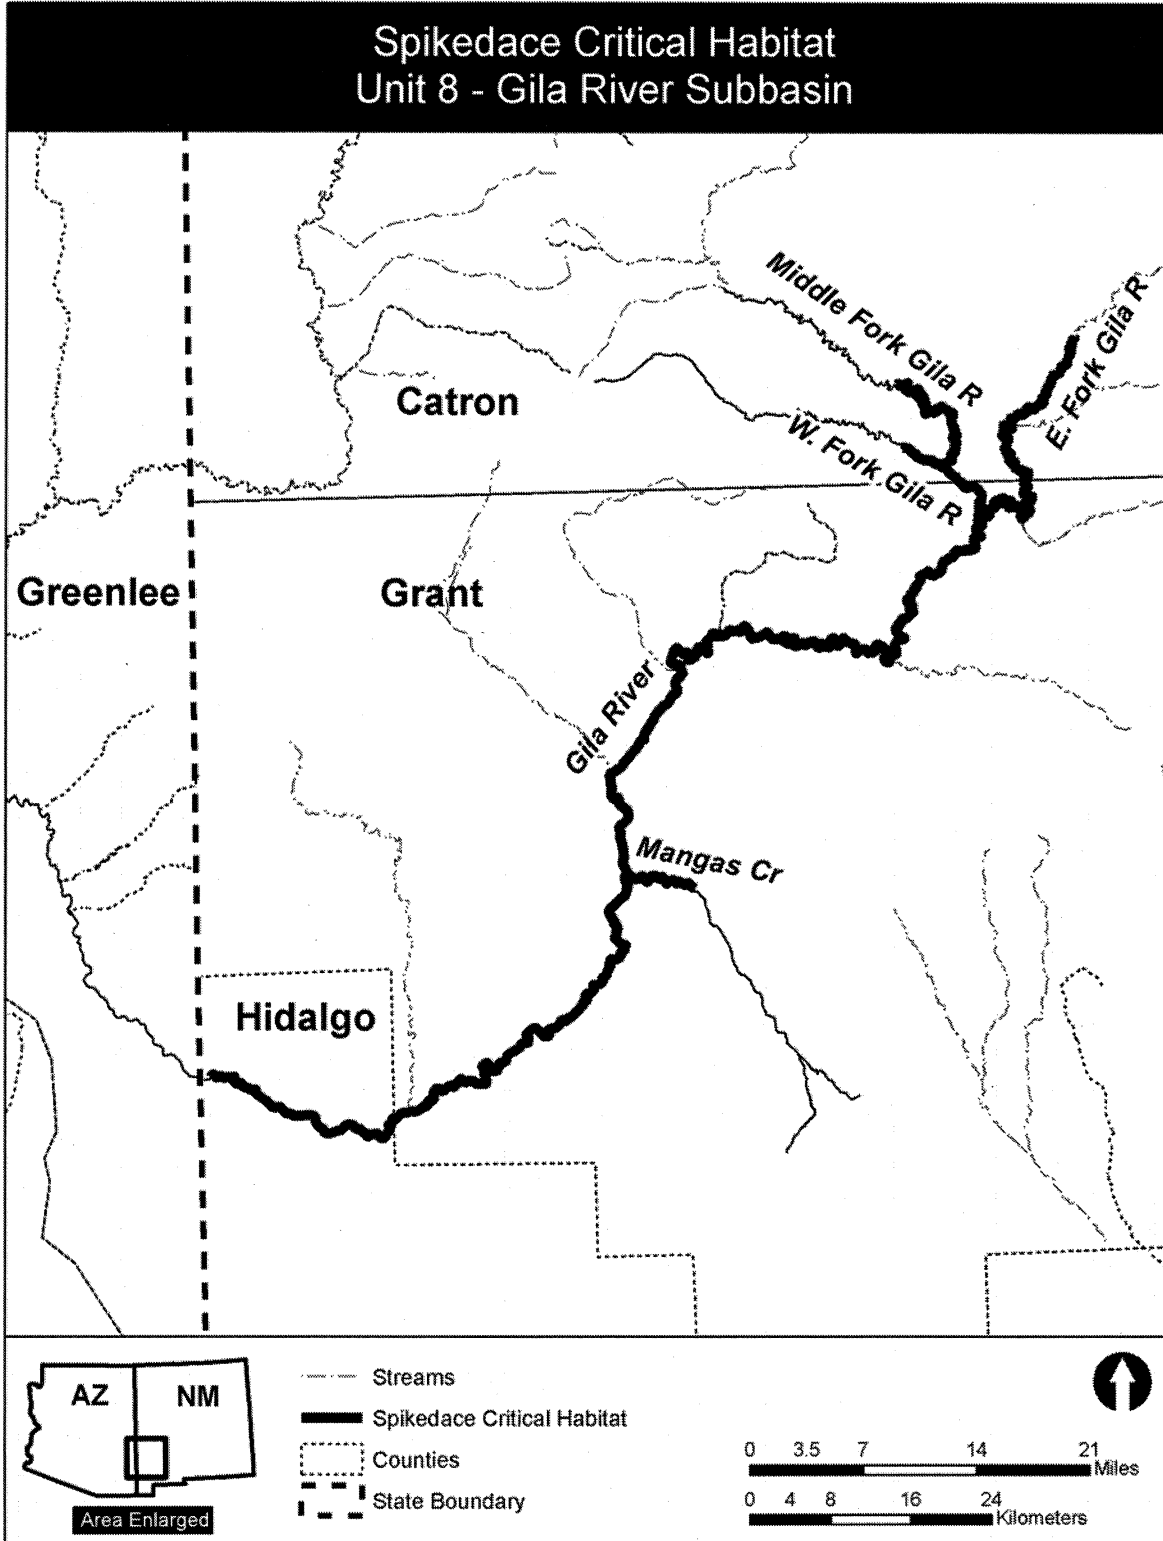 Spikedace Critical Habitat
Unit 8 - Gila River Subbasin
Middle Fork Gila R
E. Fork Gila R
Catron
W. Fork Gila R
Greenlee
Grant
Gila River
Mangas Cr
Hidalgo
AZ
NM
Area Enlarged
Streams
Spikedace Critical Habitat
Counties
State Boundary
0 3.5 7 14 21
Miles
0 4 8 16 24
Kilometers